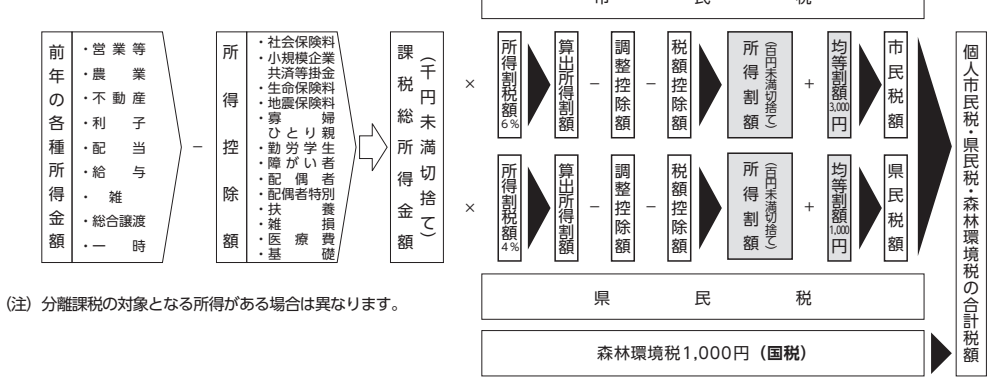 市 民 税
前年の各種所得金額
・営業等
・農業
・不動産
・利子
・配当
・給与
・雑
・総合譲渡
・一時
−
所得控除額
・社会保険料
・小規模企業
共済等掛金
・生命保険料
・地震保険料
・寡婦
ひとり親
・勤労学生
・障がい者
・配偶者
・配偶者特別
・扶養
・雑損
・医療費
・基礎
課税総所得金額
(千円未満切捨て)
×
所得割税額6%
算出所得割額
−
調整控除額
−
税額控除額
所得割額
(百円未満切捨て)
+
均等割額3,000円
市民税額
×
所得割税額4%
算出所得割額
−
調整控除額
−
税額控除額
所得割額
(百円未満切捨て)
+
均等割額1,000円
県民税額
県 民 税
森林環境税1,000円(国税)
個人市民税・県民税・森林環境税の合計税額
(注) 分離課税の対象となる所得がある場合は異なります。